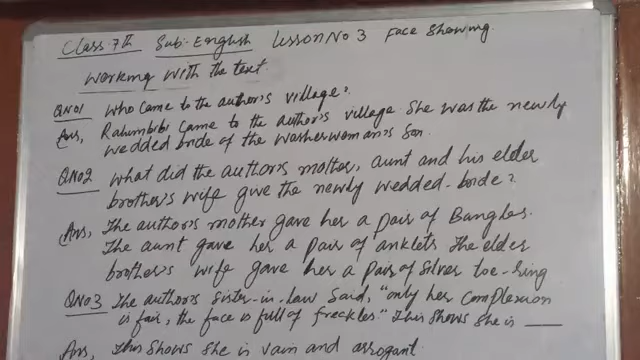 Class-7th Sub:-English Lesson No 3 Face Showing.
Working with the text.
QNo1 Who came to the author's village?
Ans, Rahimbibi came to the author's village. She was the newly
wedded bride of the washerwoman's son.
QNo2 What did the author's mother, aunt and his elder
brother's wife give the newly wedded-bride?
Ans, The author's mother gave her a pair of Bangles.
The aunt gave her a pair of anklets. The elder
brother's wife gave her a pair of silver toe-ring
QNo3 The author's sister-in-law said, "only her complexion
is fair, the face is full of freckles." This shows she is ____
Ans, This shows she is vain and arrogant.